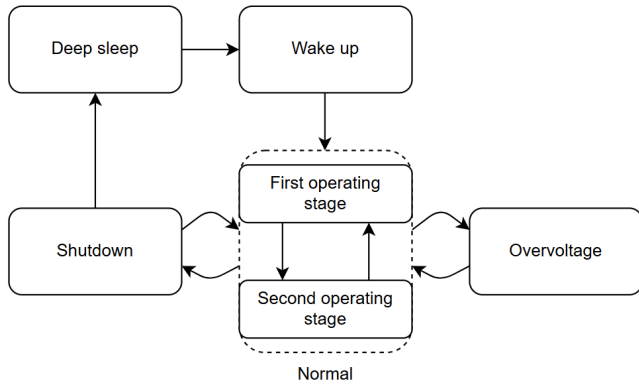 Deep sleep
Wake up
First operating
stage
Shutdown
Overvoltage
Second operating
stage
Normal